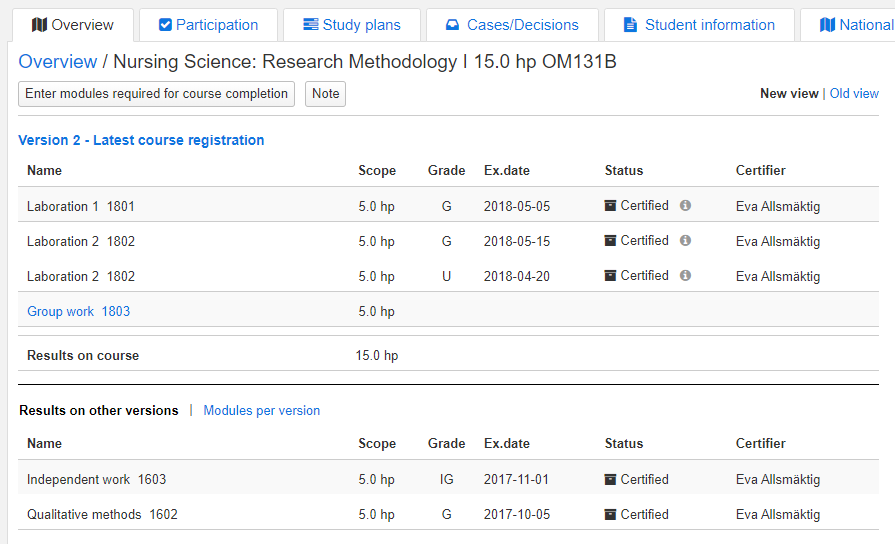 Overview Participation Study plans Cases/Decisions Student information National
Overview / Nursing Science: Research Methodology I 15.0 hp OM131B
Enter modules required for course completion Note New view | Old view
Version 2 - Latest course registration
Name Scope Grade Ex.date Status Certifier
Laboration 1 1801 5.0 hp G 2018-05-05 Certified Eva Allsmäktig
Laboration 2 1802 5.0 hp G 2018-05-15 Certified Eva Allsmäktig
Laboration 2 1802 5.0 hp U 2018-04-20 Certified Eva Allsmäktig
Group work 1803 5.0 hp
Results on course 15.0 hp
Results on other versions | Modules per version
Name Scope Grade Ex.date Status Certifier
Independent work 1603 5.0 hp IG 2017-11-01 Certified Eva Allsmäktig
Qualitative methods 1602 5.0 hp G 2017-10-05 Certified Eva Allsmäktig